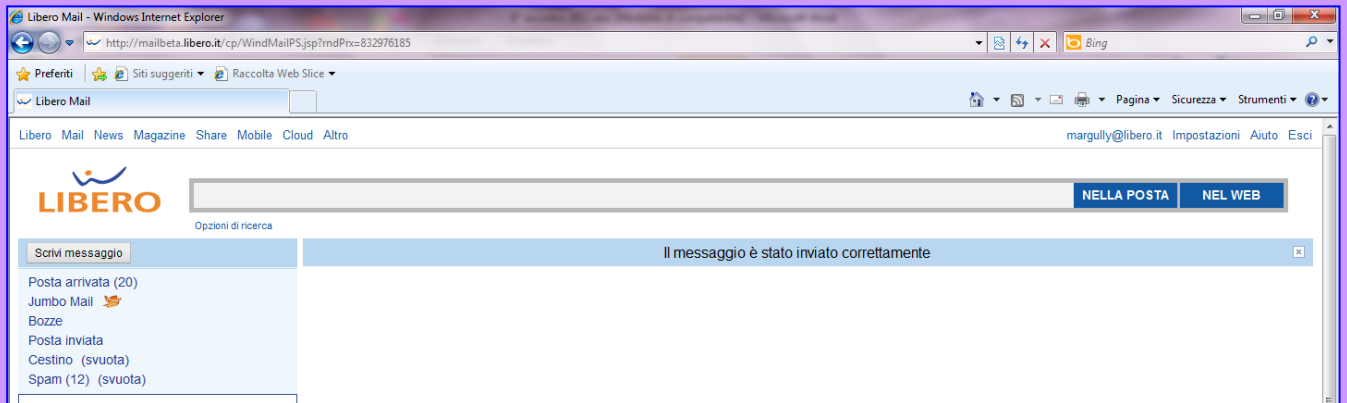 Libero Mail - Windows Internet Explorer
http://mailbeta.libero.it/cp/WindMailPS.jsp?rndPrx=832976185
Bing
Preferiti Siti suggeriti Raccolta Web Slice
Libero Mail
Pagina Sicurezza Strumenti
Libero Mail News Magazine Share Mobile Cloud Altro
margully@libero.it Impostazioni Aiuto Esci
LIBERO
NELLA POSTA NEL WEB
Opzioni di ricerca
Scrivi messaggio
Il messaggio è stato inviato correttamente
Posta arrivata (20)
Jumbo Mail
Bozze
Posta inviata
Cestino (svuota)
Spam (12) (svuota)